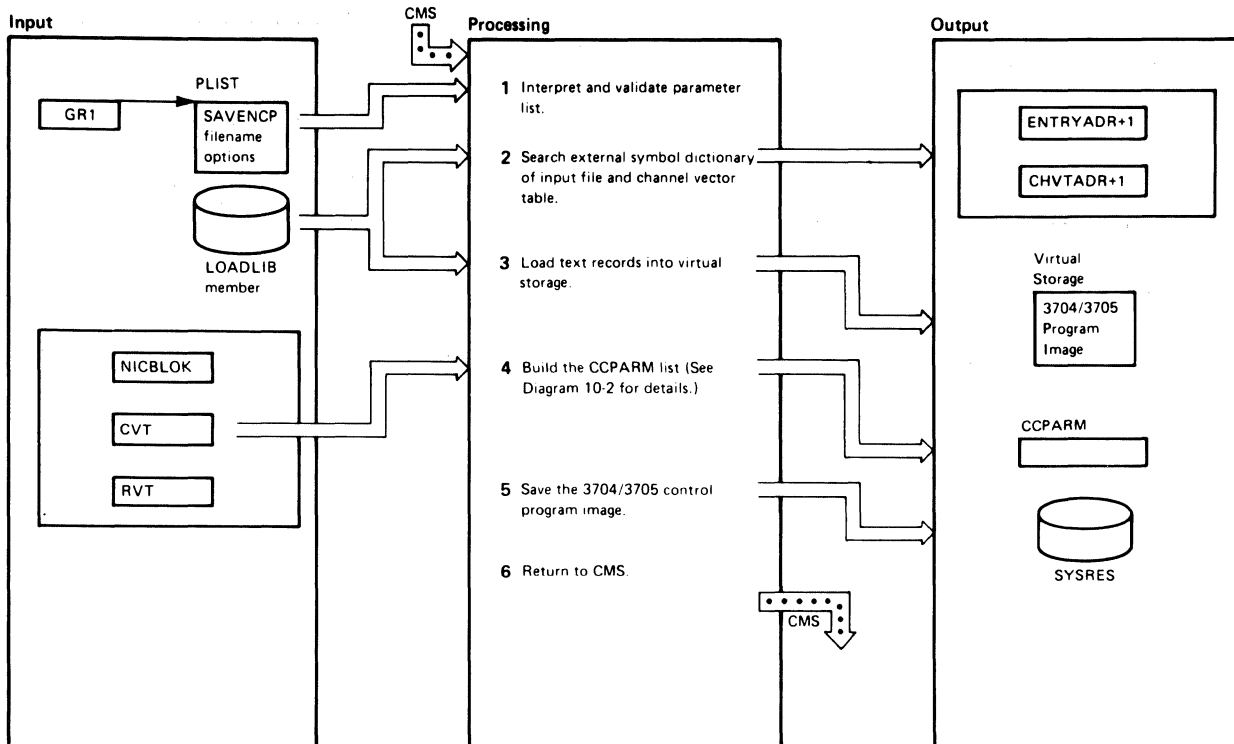 Input
PLIST
GR1
SAVENCP
filename
options
LOADLIB
member
NICBLOK
CVT
RVT
CMS
Processing
1 Interpret and validate parameter
list.
2 Search external symbol dictionary
of input file and channel vector
table.
3 Load text records into virtual
storage.
4 Build the CCPARM list (See
Diagram 10-2 for details.)
5 Save the 3704/3705 control
program image.
6 Return to CMS.
CMS
Output
ENTRYADR+1
CHVTADR+1
Virtual
Storage
3704/3705
Program
Image
CCPARM
SYSRES